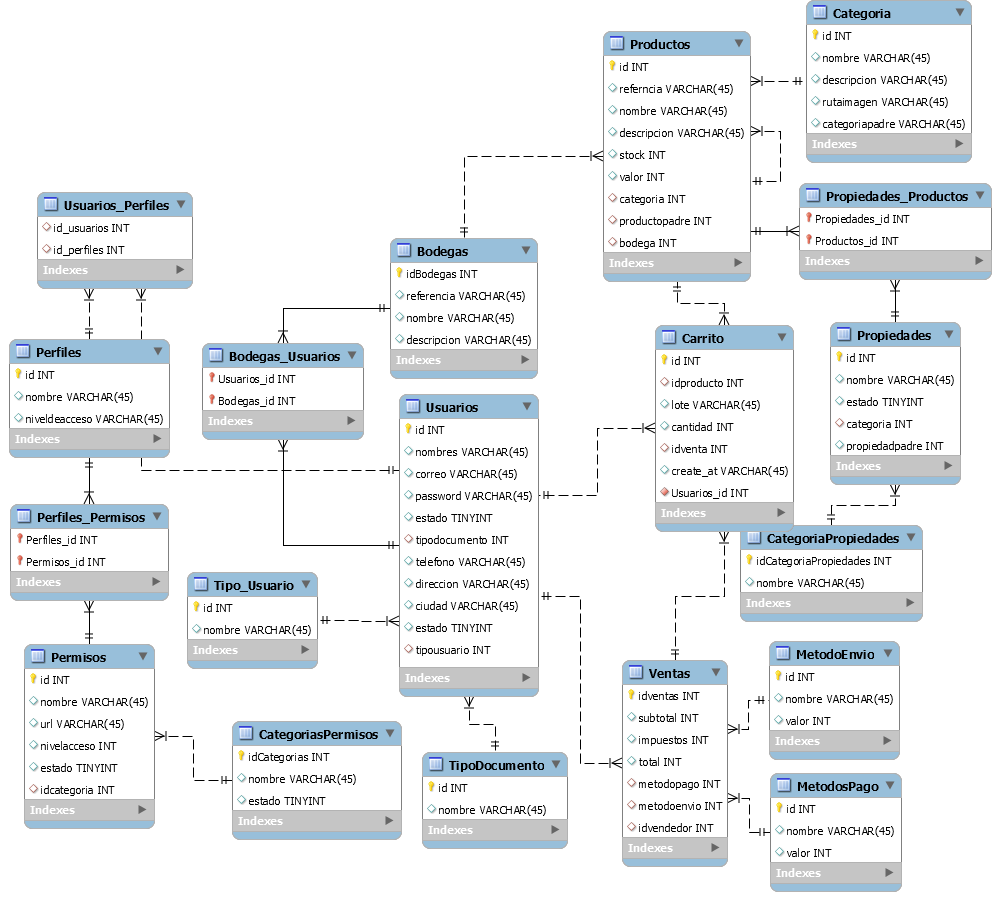 Categoria
id INT
nombre VARCHAR(45)
descripcion VARCHAR(45)
rutaimagen VARCHAR(45)
categoriapadre VARCHAR(45)
Indexes
Productos
id INT
referncia VARCHAR(45)
nombre VARCHAR(45)
descripcion VARCHAR(45)
stock INT
valor INT
categoria INT
productopadre INT
bodega INT
Indexes
Propiedades_Productos
Propiedades_id INT
Productos_id INT
Indexes
Usuarios_Perfiles
id_usuarios INT
id_perfiles INT
Indexes
Bodegas
idBodegas INT
referencia VARCHAR(45)
nombre VARCHAR(45)
descripcion VARCHAR(45)
Indexes
Perfiles
id INT
nombre VARCHAR(45)
niveldeacceso VARCHAR(45)
Indexes
Bodegas_Usuarios
Usuarios_id INT
Bodegas_id INT
Indexes
Carrito
id INT
idproducto INT
lote VARCHAR(45)
cantidad INT
idventa INT
create_at VARCHAR(45)
Usuarios_id INT
Indexes
Propiedades
id INT
nombre VARCHAR(45)
estado TINYINT
categoria INT
propiedadpadre INT
Indexes
Usuarios
id INT
nombres VARCHAR(45)
correo VARCHAR(45)
password VARCHAR(45)
estado TINYINT
tipodocumento INT
telefono VARCHAR(45)
direccion VARCHAR(45)
ciudad VARCHAR(45)
estado TINYINT
tipousuario INT
Indexes
Perfiles_Permisos
Perfiles_id INT
Permisos_id INT
Indexes
CategoriaPropiedades
idCategoriaPropiedades INT
nombre VARCHAR(45)
Indexes
Tipo_Usuario
id INT
nombre VARCHAR(45)
Indexes
Permisos
id INT
nombre VARCHAR(45)
url VARCHAR(45)
nivelacceso INT
estado TINYINT
idcategoria INT
Indexes
CategoriasPermisos
idCategorias INT
nombre VARCHAR(45)
estado TINYINT
Indexes
TipoDocumento
id INT
nombre VARCHAR(45)
Indexes
Ventas
idventas INT
subtotal INT
impuestos INT
total INT
metodopago INT
metodoenvio INT
idvendedor INT
Indexes
MetodoEnvio
id INT
nombre VARCHAR(45)
valor INT
Indexes
MetodosPago
id INT
nombre VARCHAR(45)
valor INT
Indexes